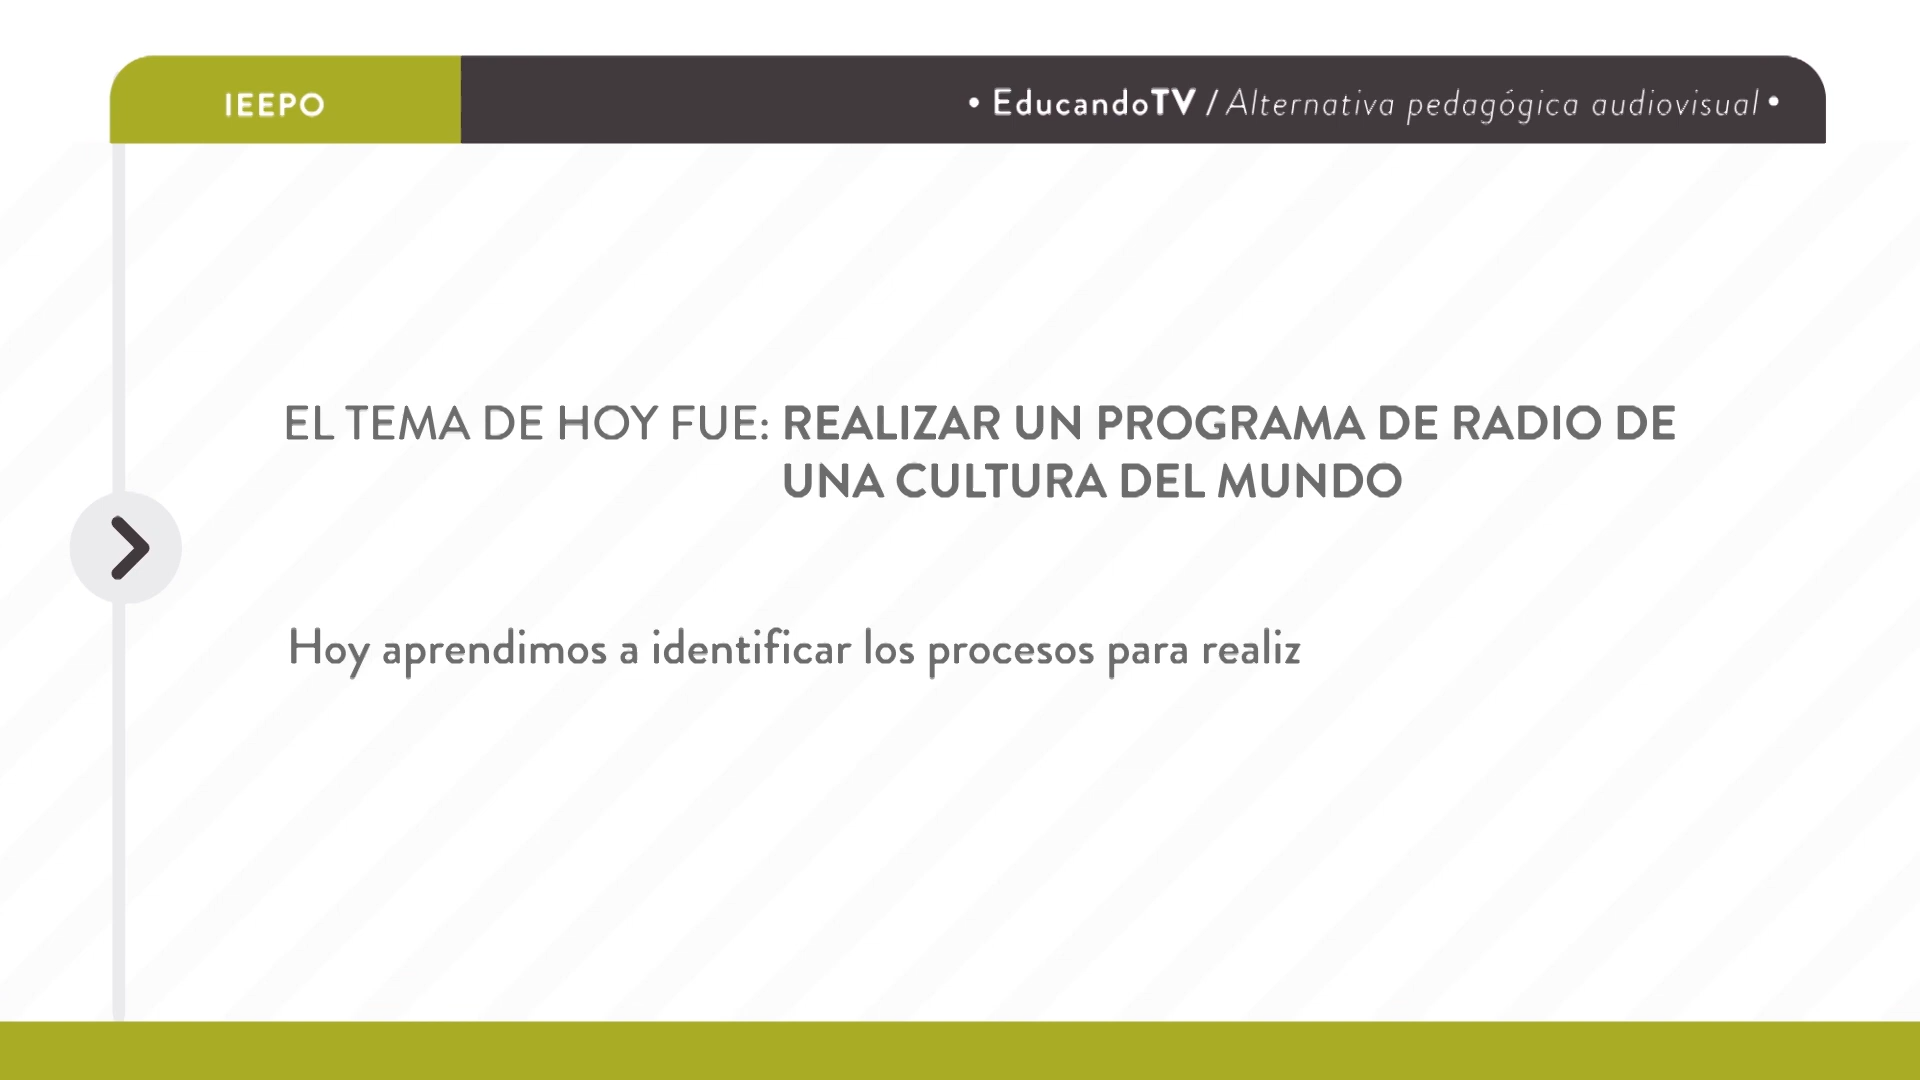 IEEPO
• EducandoTV / Alternativa pedagógica audiovisual •
EL TEMA DE HOY FUE: REALIZAR UN PROGRAMA DE RADIO DE
UNA CULTURA DEL MUNDO
Hoy aprendimos a identificar los procesos para realiz